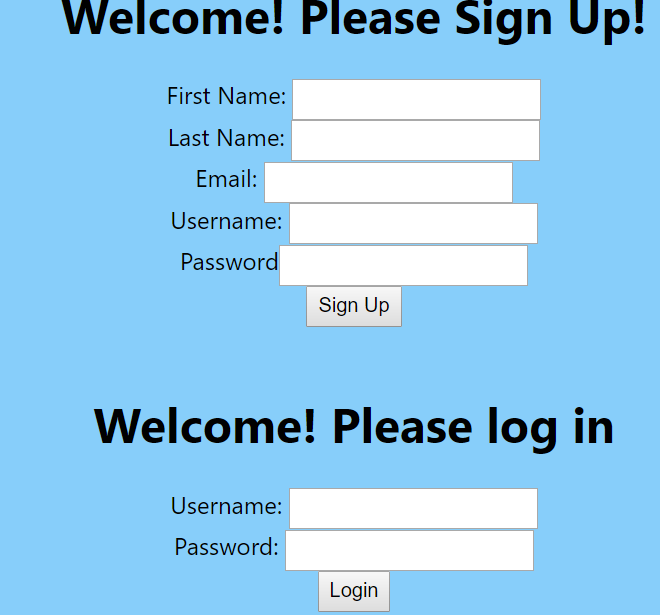 Welcome! Please Sign Up!
First Name:
Last Name:
Email:
Username:
Password
Sign Up
Welcome! Please log in
Username:
Password:
Login